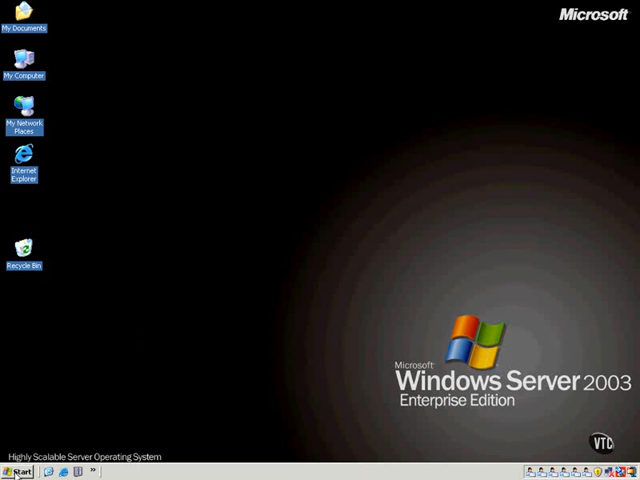 Microsoft
My Documents
My Computer
My Network
Places
Internet
Explorer
Recycle Bin
Microsoft
Windows Server 2003
Enterprise Edition
VTC
Highly Scalable Server Operating System
Start
»